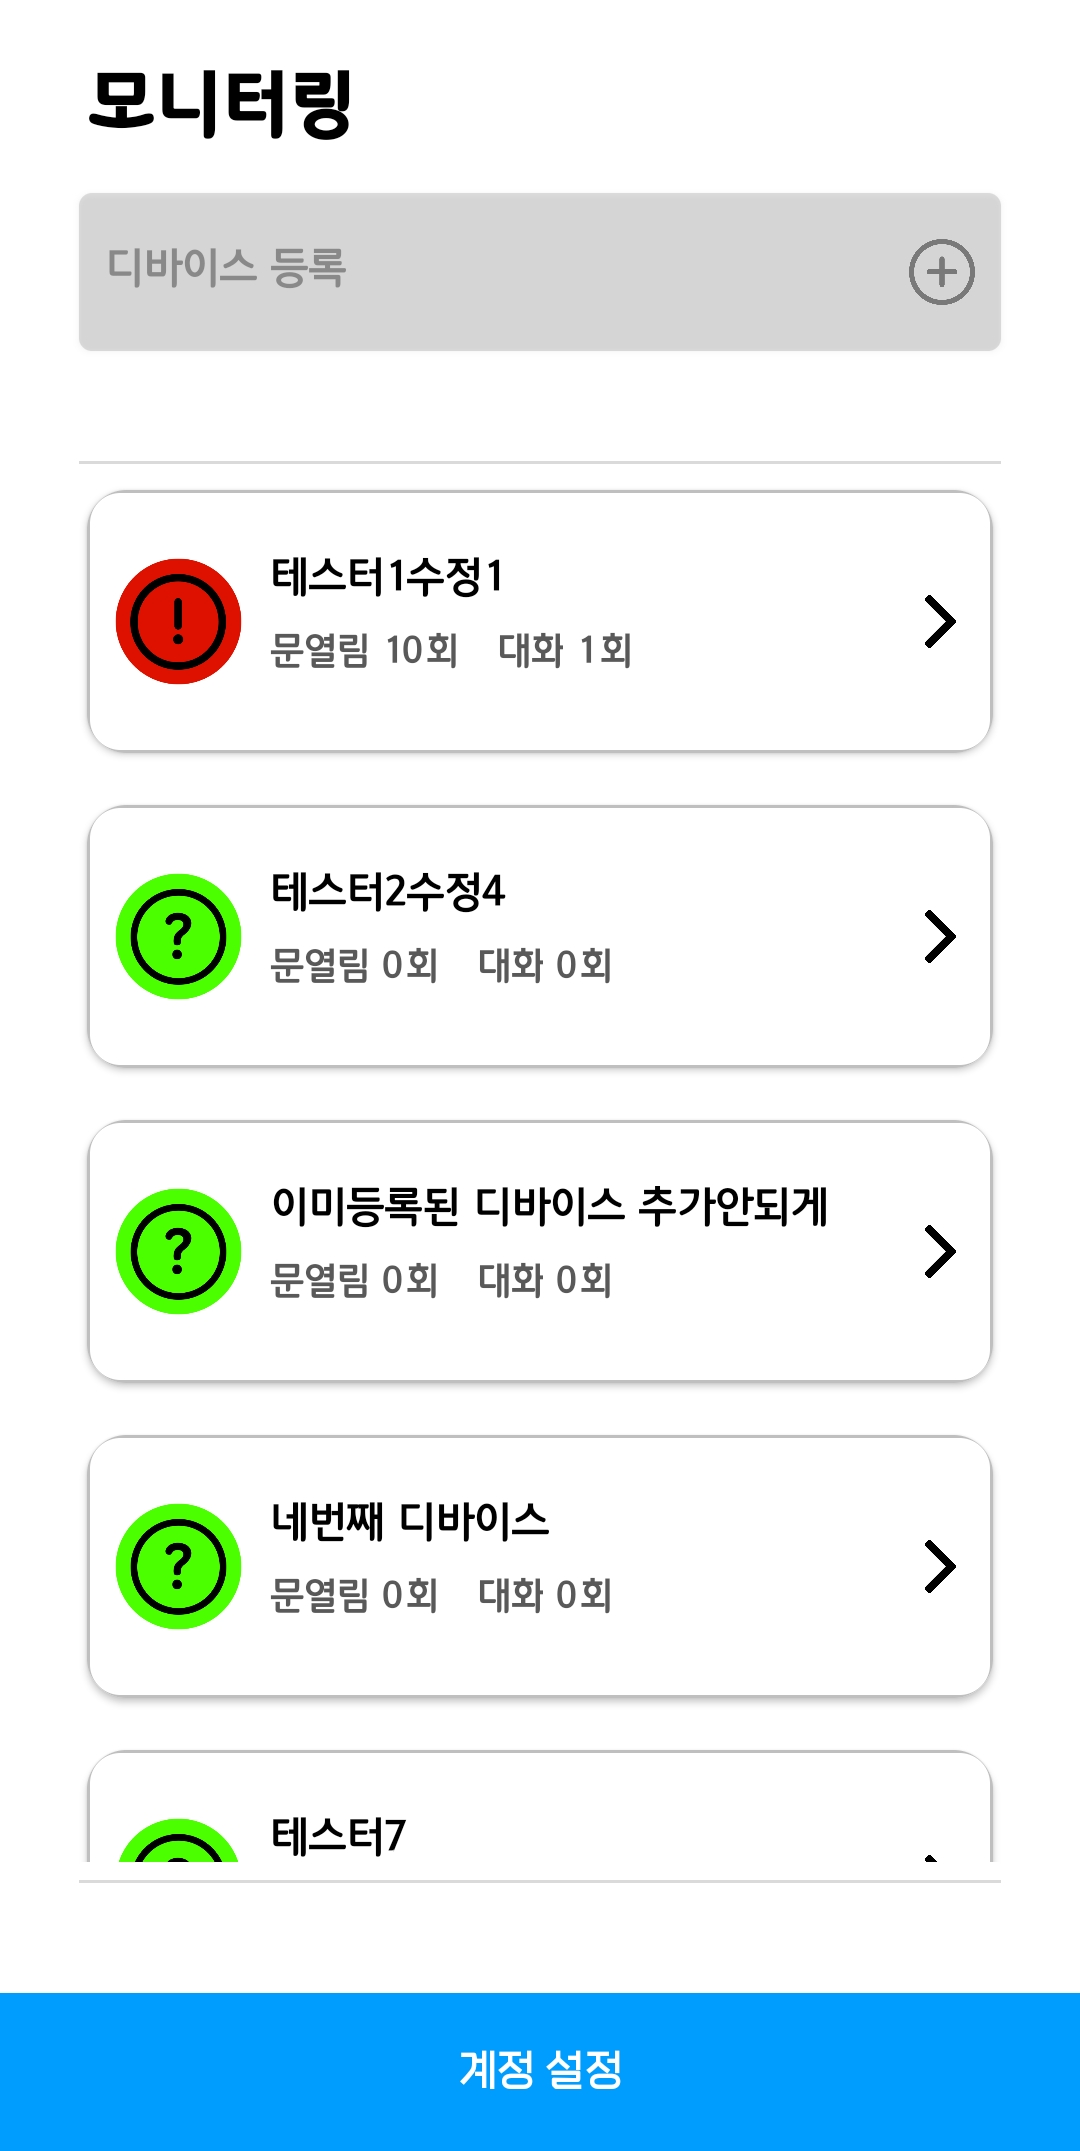 모니터링
디바이스 등록
테스터1수정1
문열림 10회 대화 1회
테스터2수정4
문열림 0회 대화 0회
이미등록된 디바이스 추가안되게
문열림 0회 대화 0회
네번째 디바이스
문열림 0회 대화 0회
테스터7
계정 설정